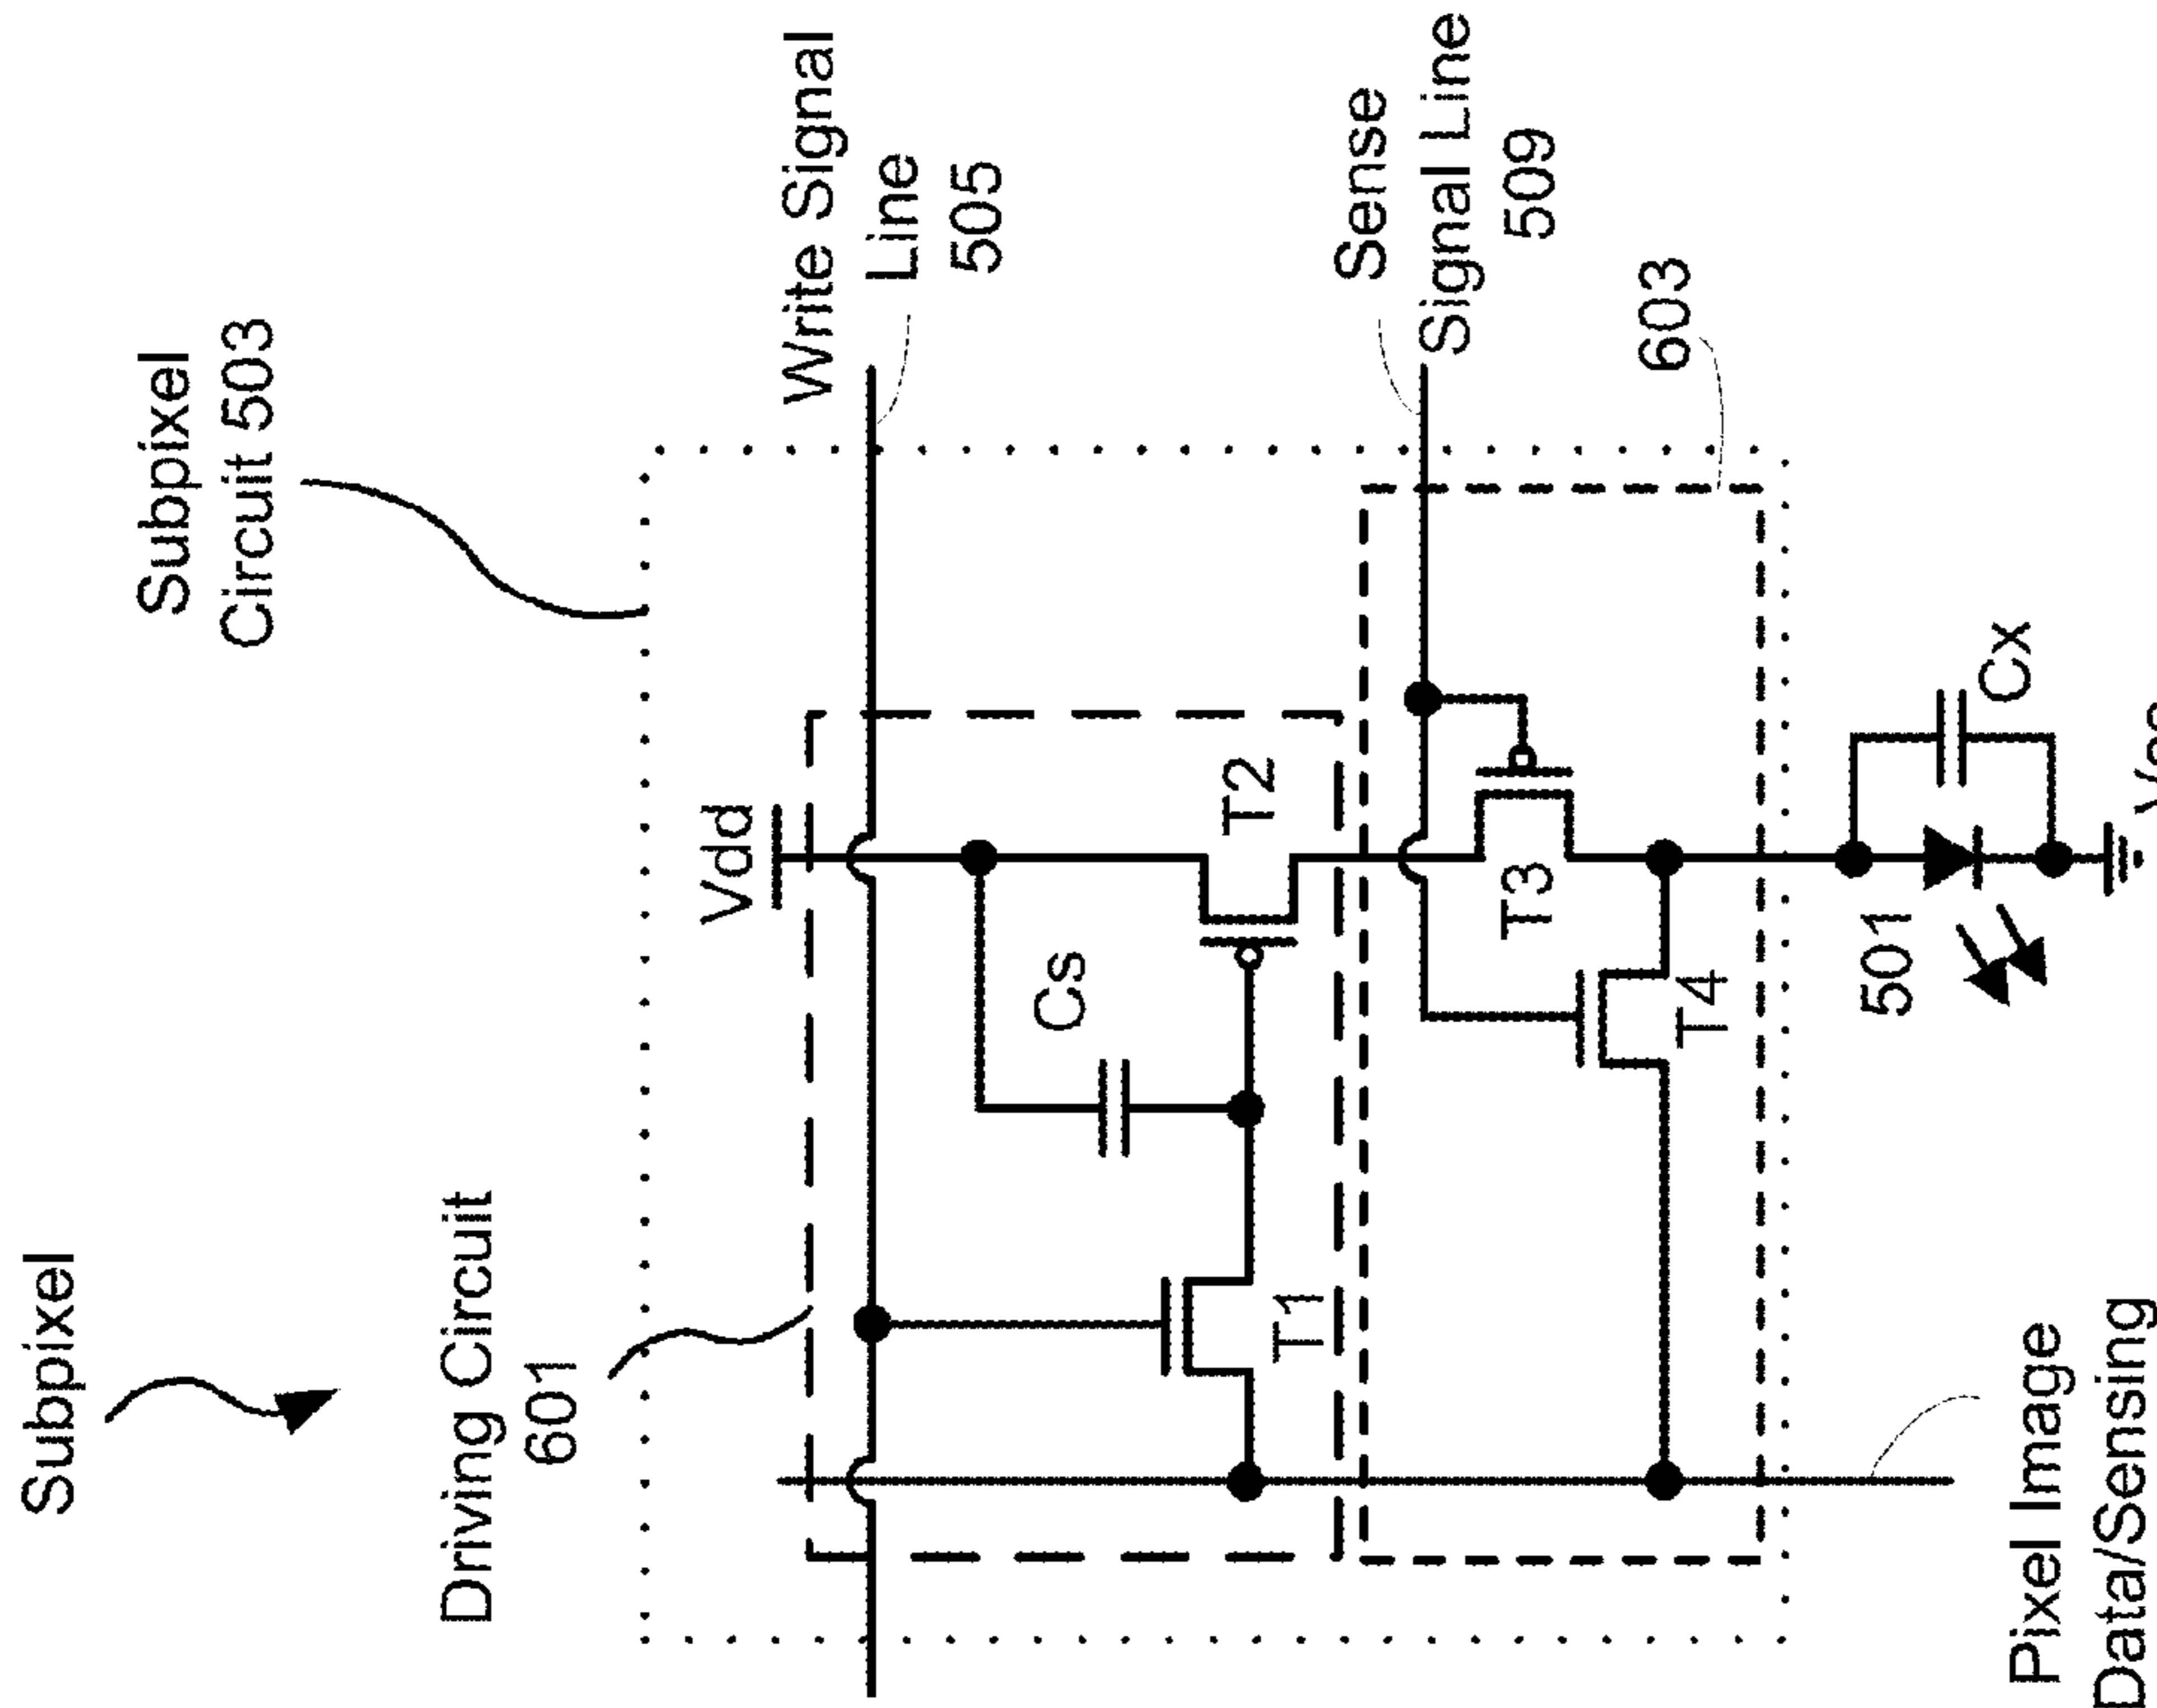 Subpixel
Driving Circuit
601
Subpixel
Circuit 503
Write Signal
Line
505
Vdd
Cs
T2
T1
Sense
Signal Line
509
603
T3
T4
501
Cx
Pixel Image
Data/Sensing